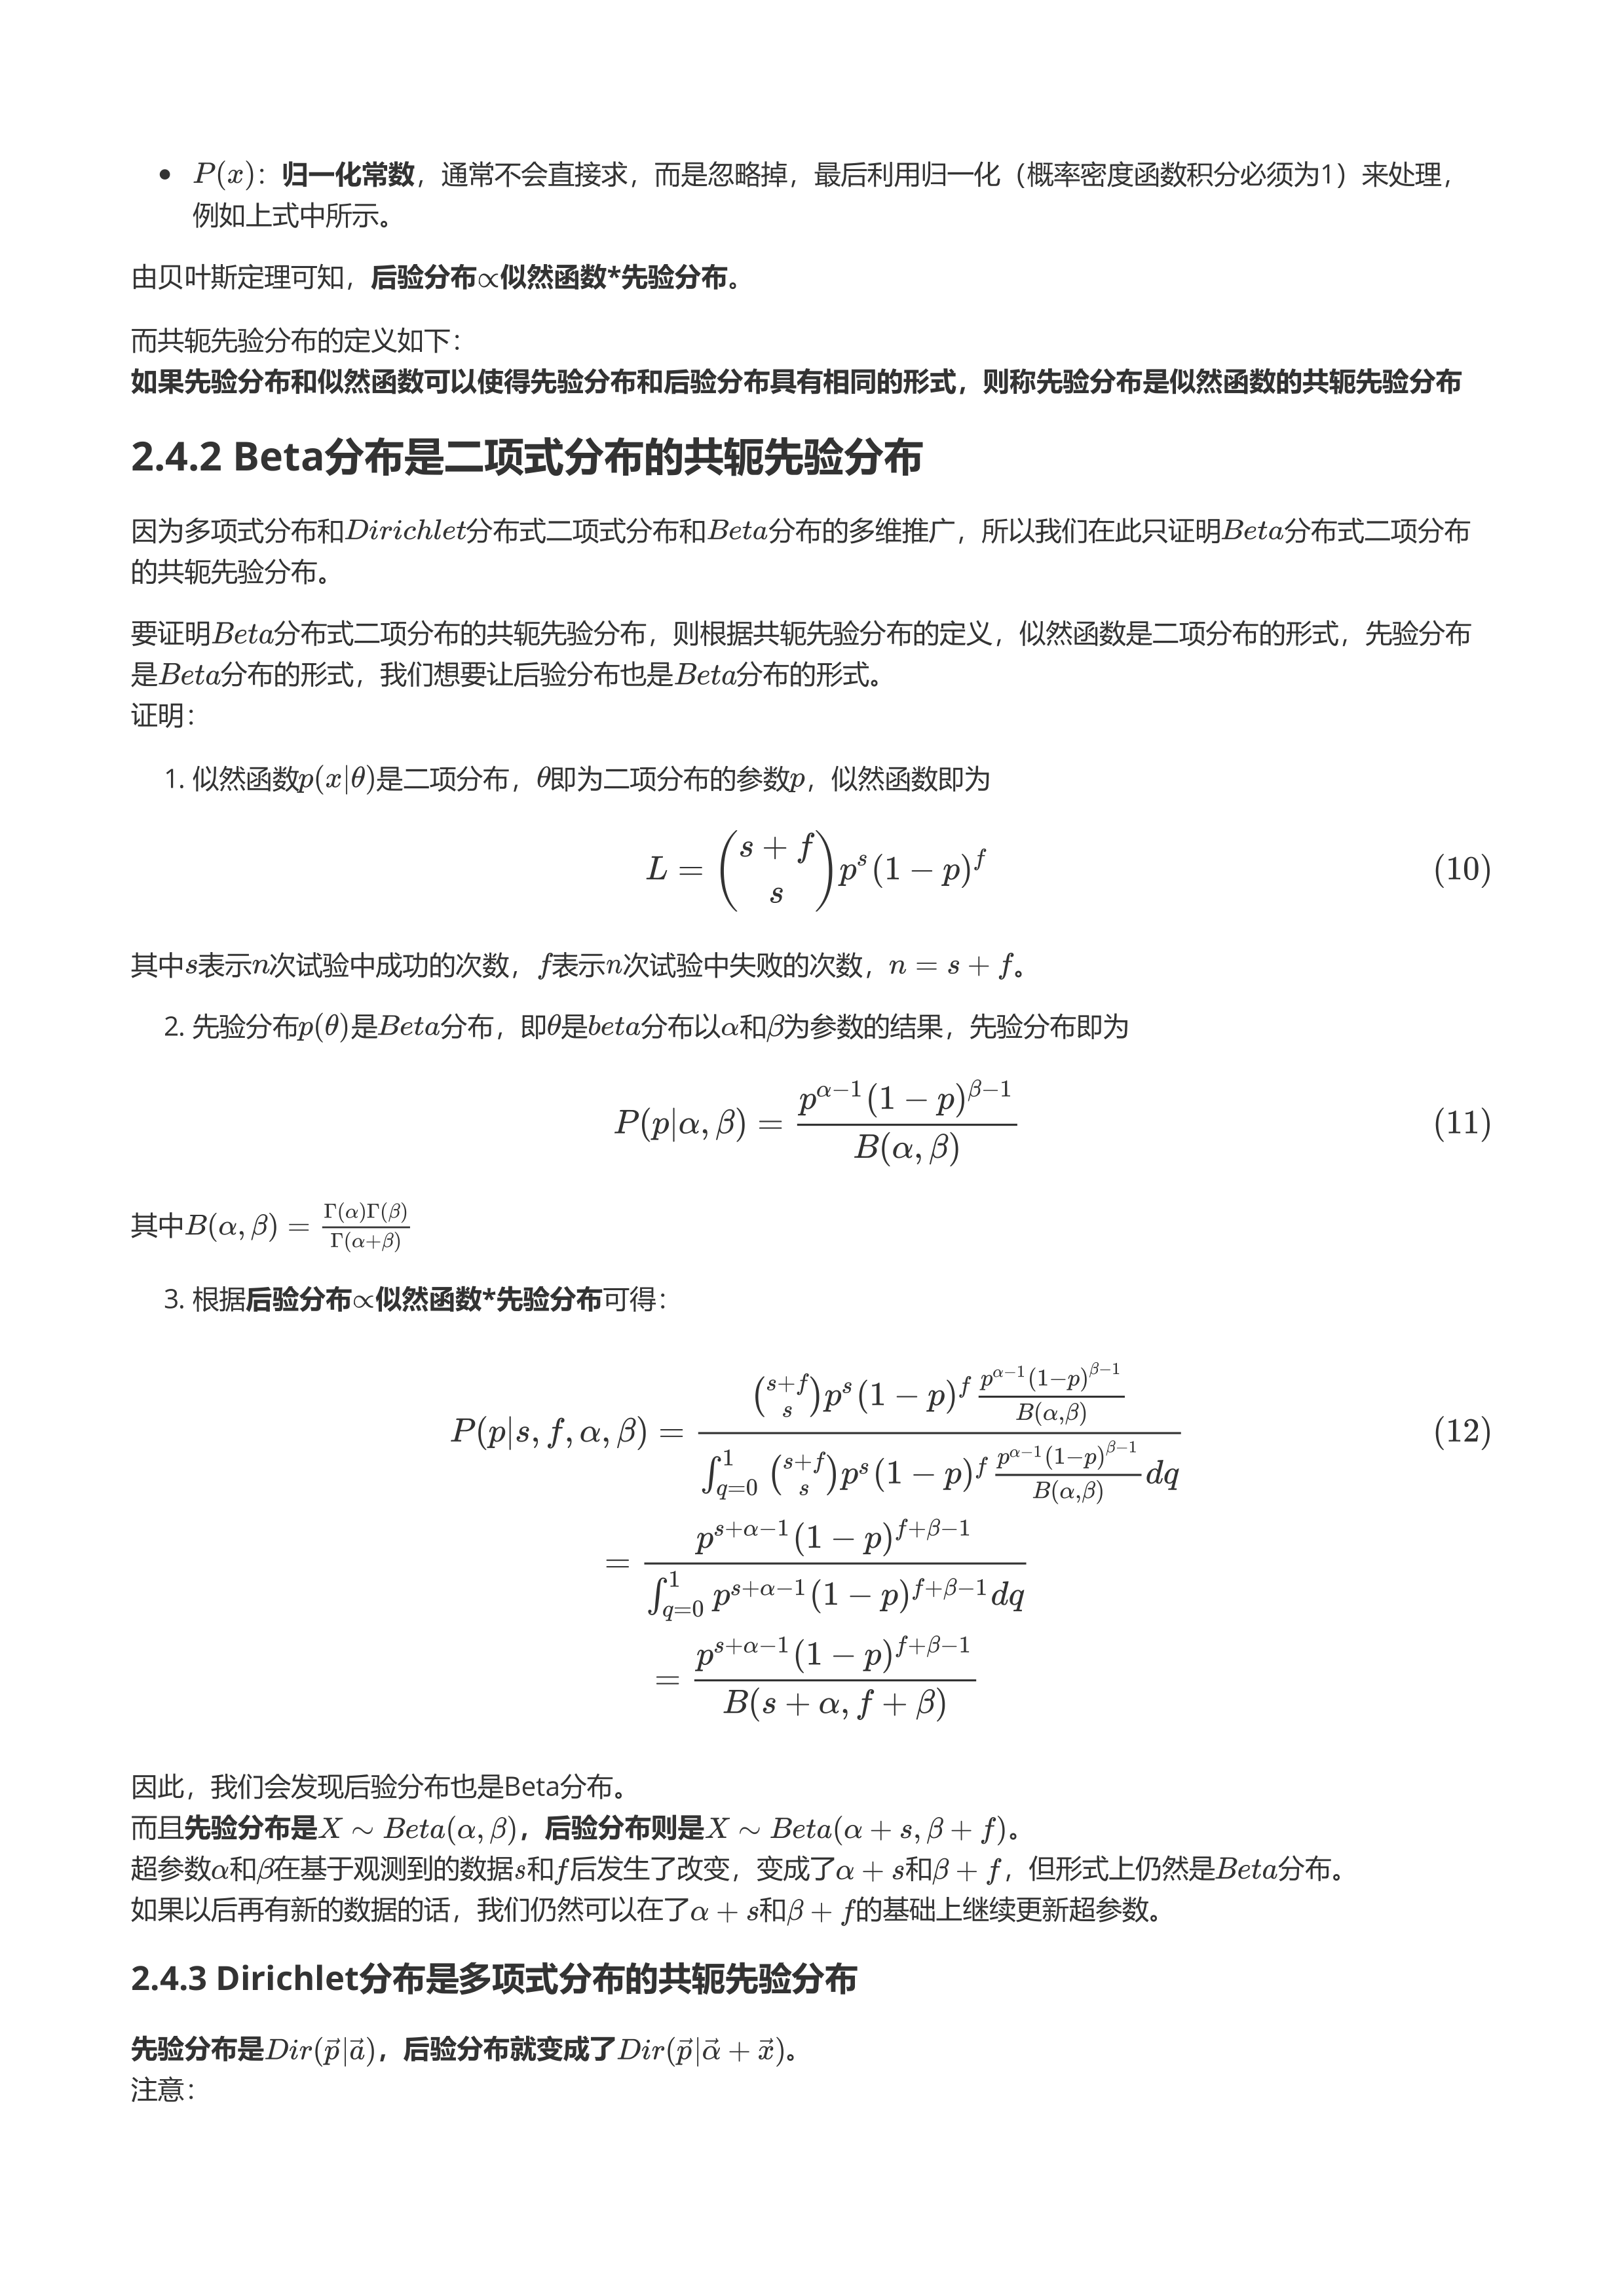 • $P(x)$：归一化常数，通常不会直接求，而是忽略掉，最后利用归一化（概率密度函数积分必须为1）来处理，
例如上式中所示。
由贝叶斯定理可知，后验分布$\propto$似然函数*先验分布。
而共轭先验分布的定义如下：
如果先验分布和似然函数可以使得先验分布和后验分布具有相同的形式，则称先验分布是似然函数的共轭先验分布
2.4.2 Beta分布是二项式分布的共轭先验分布
因为多项式分布和$Dirichlet$分布式二项式分布和$Beta$分布的多维推广，所以我们在此只证明$Beta$分布式二项分布
的共轭先验分布。
要证明$Beta$分布式二项分布的共轭先验分布，则根据共轭先验分布的定义，似然函数是二项分布的形式，先验分布
是$Beta$分布的形式，我们想要让后验分布也是$Beta$分布的形式。
证明：
1. 似然函数$p(x|\theta)$是二项分布，$\theta$即为二项分布的参数$p$，似然函数即为
$L = \binom{s+f}{s} p^s (1-p)^f$ (10)
其中$s$表示$n$次试验中成功的次数，$f$表示$n$次试验中失败的次数，$n = s + f$。
2. 先验分布$p(\theta)$是$Beta$分布，即$\theta$是$beta$分布以$\alpha$和$\beta$为参数的结果，先验分布即为
$P(p|\alpha, \beta) = \frac{p^{\alpha-1}(1-p)^{\beta-1}}{B(\alpha, \beta)}$ (11)
其中$B(\alpha, \beta) = \frac{\Gamma(\alpha)\Gamma(\beta)}{\Gamma(\alpha+\beta)}$
3. 根据后验分布$\propto$似然函数*先验分布可得：
$P(p|s, f, \alpha, \beta) = \frac{\binom{s+f}{s} p^s (1-p)^f \frac{p^{\alpha-1}(1-p)^{\beta-1}}{B(\alpha,\beta)}}{\int_{q=0}^{1} \binom{s+f}{s} p^s (1-p)^f \frac{p^{\alpha-1}(1-p)^{\beta-1}}{B(\alpha,\beta)} dq}$ (12)
$= \frac{p^{s+\alpha-1}(1-p)^{f+\beta-1}}{\int_{q=0}^{1} p^{s+\alpha-1}(1-p)^{f+\beta-1} dq}$
$= \frac{p^{s+\alpha-1}(1-p)^{f+\beta-1}}{B(s+\alpha, f+\beta)}$
因此，我们会发现后验分布也是Beta分布。
而且先验分布是$X \sim Beta(\alpha, \beta)$，后验分布则是$X \sim Beta(\alpha + s, \beta + f)$。
超参数$\alpha$和$\beta$在基于观测到的数据$s$和$f$后发生了改变，变成了$\alpha + s$和$\beta + f$，但形式上仍然是$Beta$分布。
如果以后再有新的数据的话，我们仍然可以在了$\alpha + s$和$\beta + f$的基础上继续更新超参数。
2.4.3 Dirichlet分布是多项式分布的共轭先验分布
先验分布是$Dir(\vec{p}|\vec{a})$，后验分布就变成了$Dir(\vec{p}|\vec{\alpha} + \vec{x})$。
注意：